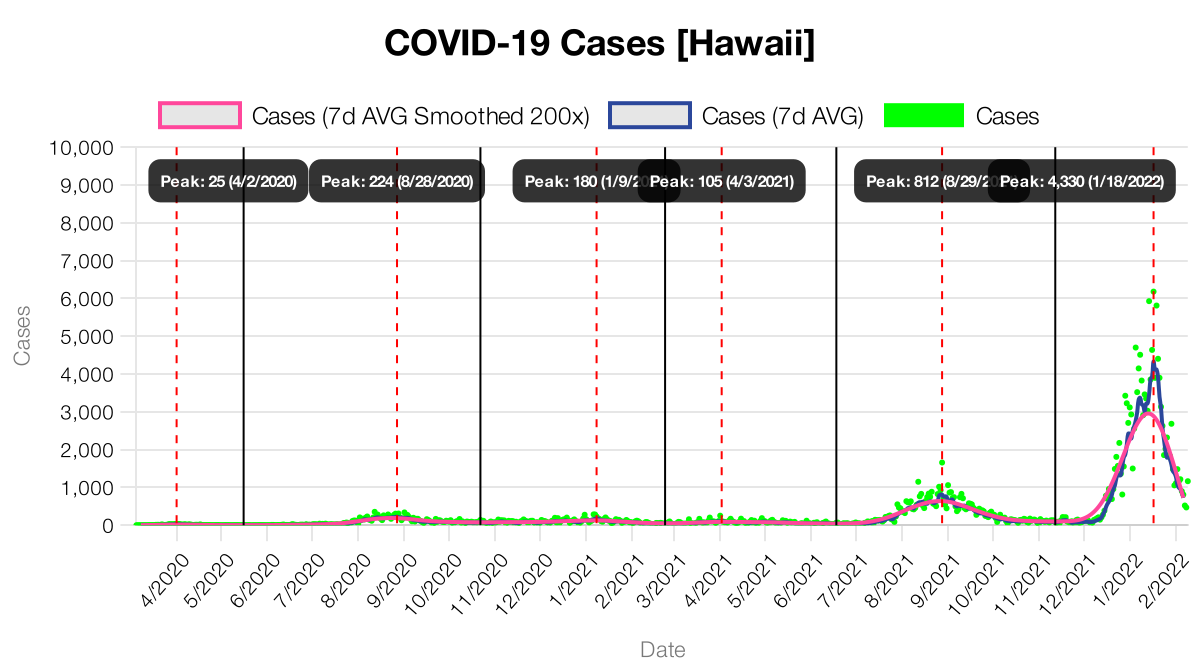 COVID-19 Cases [Hawaii]
Cases (7d AVG Smoothed 200x) Cases (7d AVG) Cases
10,000
9,000
8,000
7,000
6,000
5,000
4,000
3,000
2,000
1,000
0
Cases
Peak: 25 (4/2/2020) Peak: 224 (8/28/2020) Peak: 180 (1/9/20 Peak: 105 (4/3/2021) Peak: 812 (8/29/20 Peak: 4,330 (1/18/2022)
4/2020 5/2020 6/2020 7/2020 8/2020 9/2020 10/2020 11/2020 12/2020 1/2021 2/2021 3/2021 4/2021 5/2021 6/2021 7/2021 8/2021 9/2021 10/2021 11/2021 12/2021 1/2022 2/2022
Date